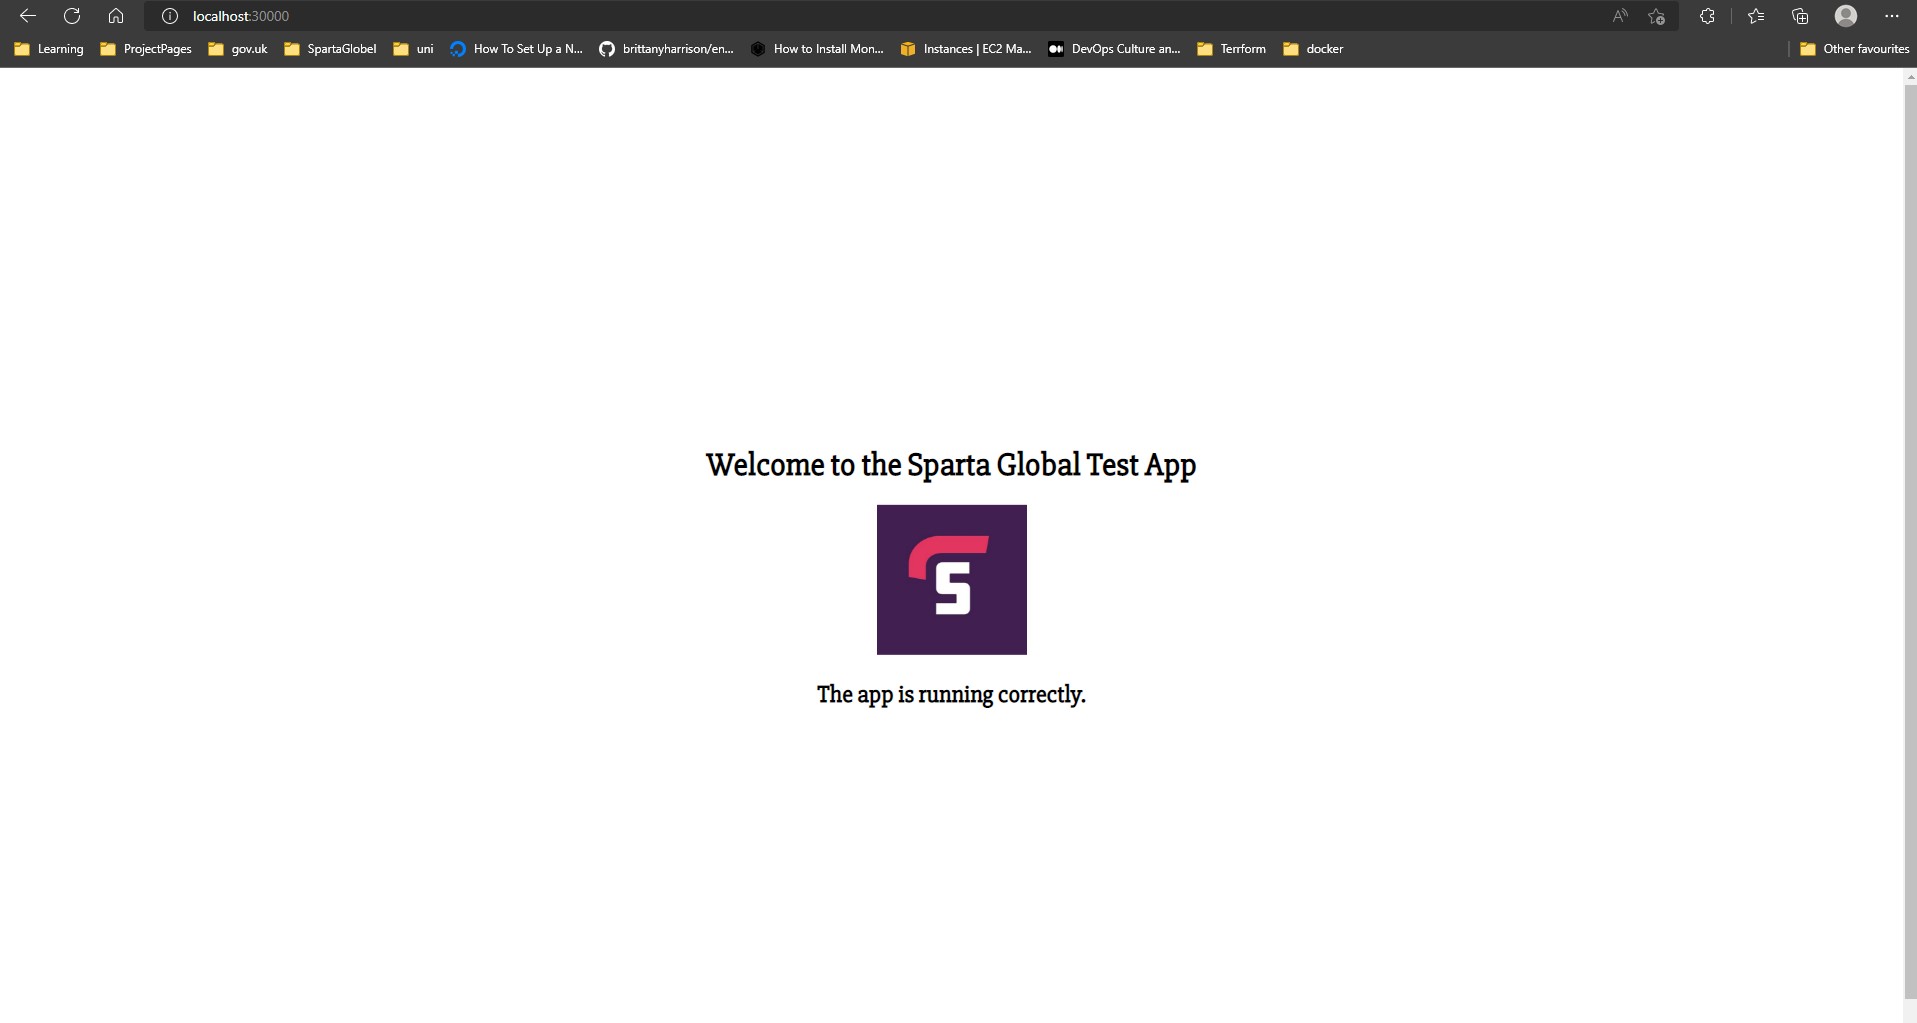 localhost:30000
Learning ProjectPages gov.uk SpartaGlobel uni How To Set Up a N... brittanyharrison/en... How to Install Mon... Instances | EC2 Ma... DevOps Culture an... Terrform docker Other favourites
Welcome to the Sparta Global Test App
S
The app is running correctly.